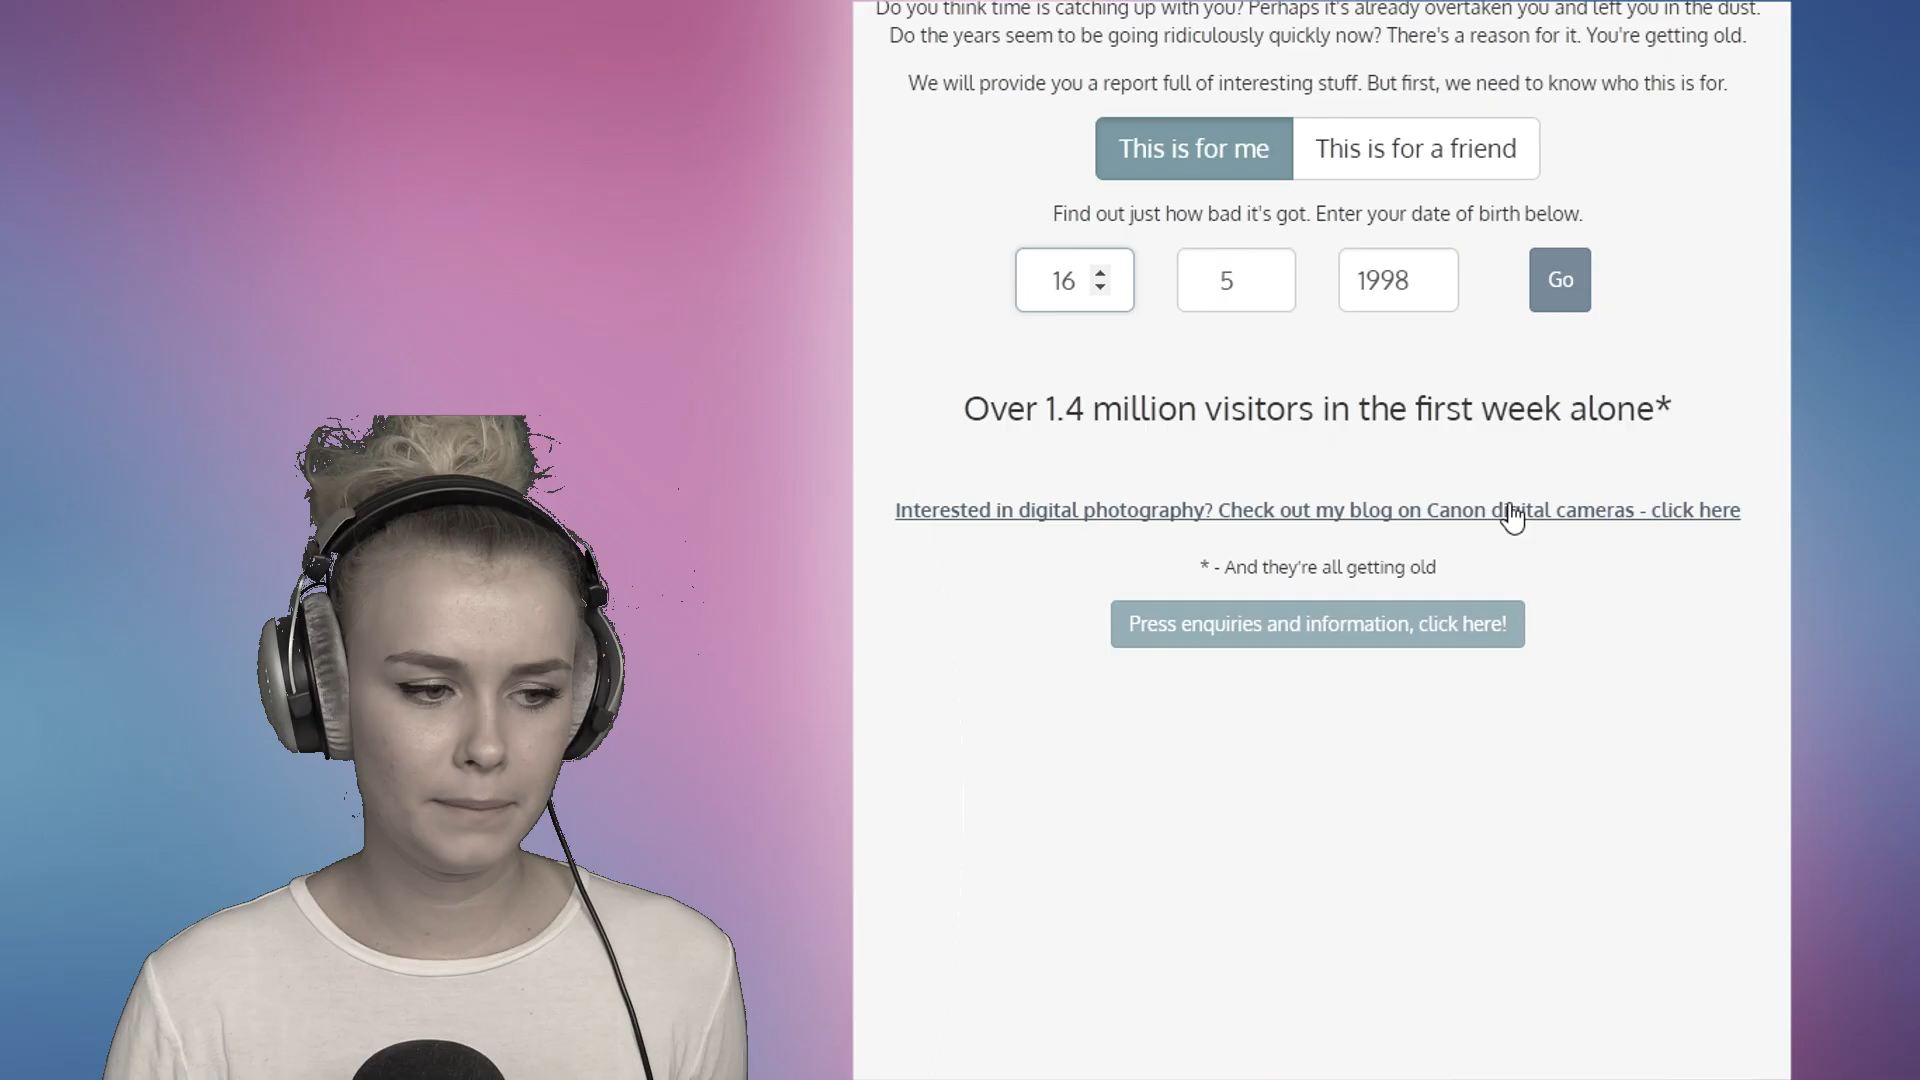 Do you think time is catching up with you? Perhaps it's already overtaken you and left you in the dust.
Do the years seem to be going ridiculously quickly now? There's a reason for it. You're getting old.
We will provide you a report full of interesting stuff. But first, we need to know who this is for.
This is for me This is for a friend
Find out just how bad it's got. Enter your date of birth below.
16 5 1998 Go
Over 1.4 million visitors in the first week alone*
Interested in digital photography? Check out my blog on Canon digital cameras - click here
* - And they're all getting old
Press enquiries and information, click here!